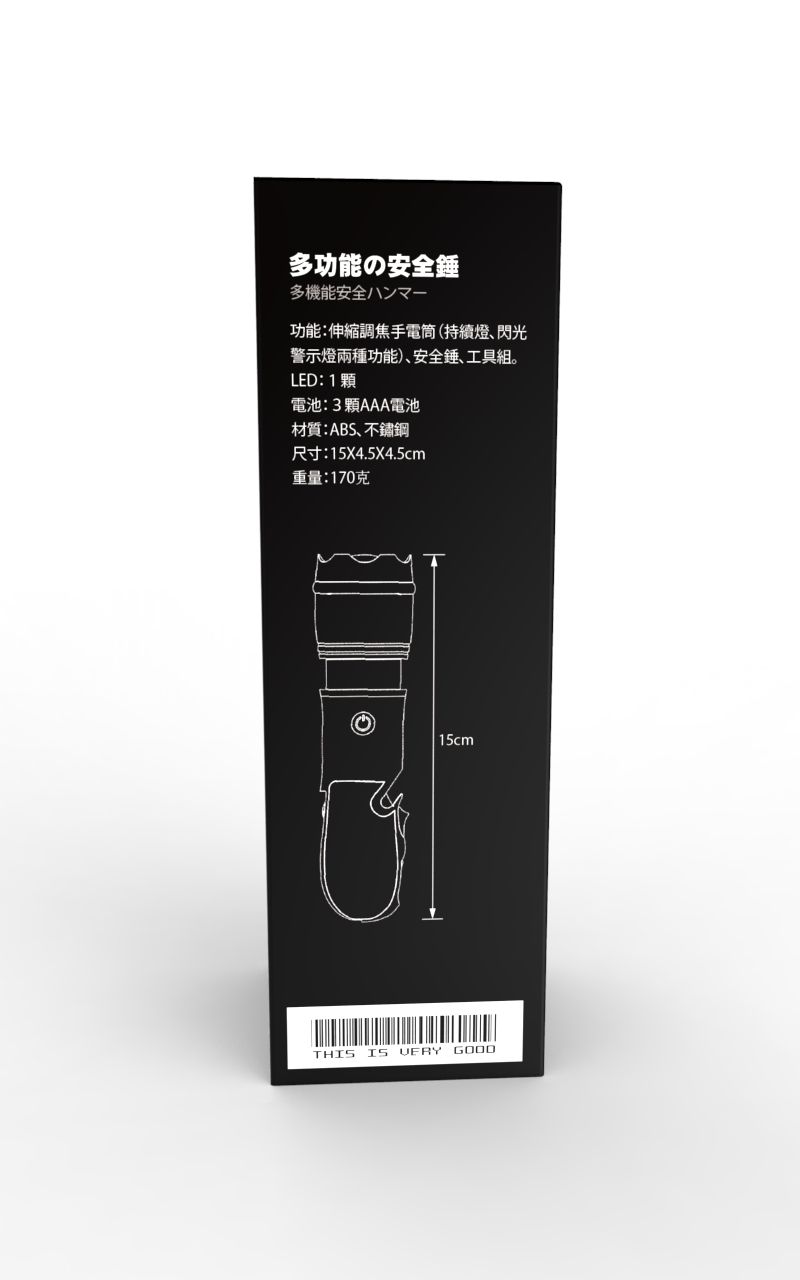 多功能の安全錘
多機能安全ハンマー
功能：伸縮調焦手電筒（持續燈、閃光
警示燈兩種功能）、安全錘、工具組。
LED：1 顆
電池：3 顆AAA電池
材質：ABS、不鏽鋼
尺寸：15X4.5X4.5cm
重量：170克
15cm
THIS IS VERY GOOD